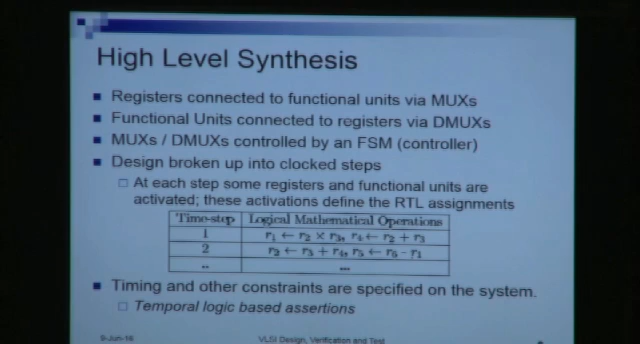 High Level Synthesis
Registers connected to functional units via MUXs
Functional Units connected to registers via DMUXs
MUXs / DMUXs controlled by an FSM (controller)
Design broken up into clocked steps
At each step some registers and functional units are
activated; these activations define the RTL assignments
Time-step Logical Mathematical Operations
1 r₁ ← r₂ × r₃, r₄ ← r₂ + r₃
2 r₂ ← r₃ + r₄, r₅ ← r₆ - r₁
.. ...
Timing and other constraints are specified on the system.
Temporal logic based assertions
9-Jun-16 VLSI Design, Verification and Test